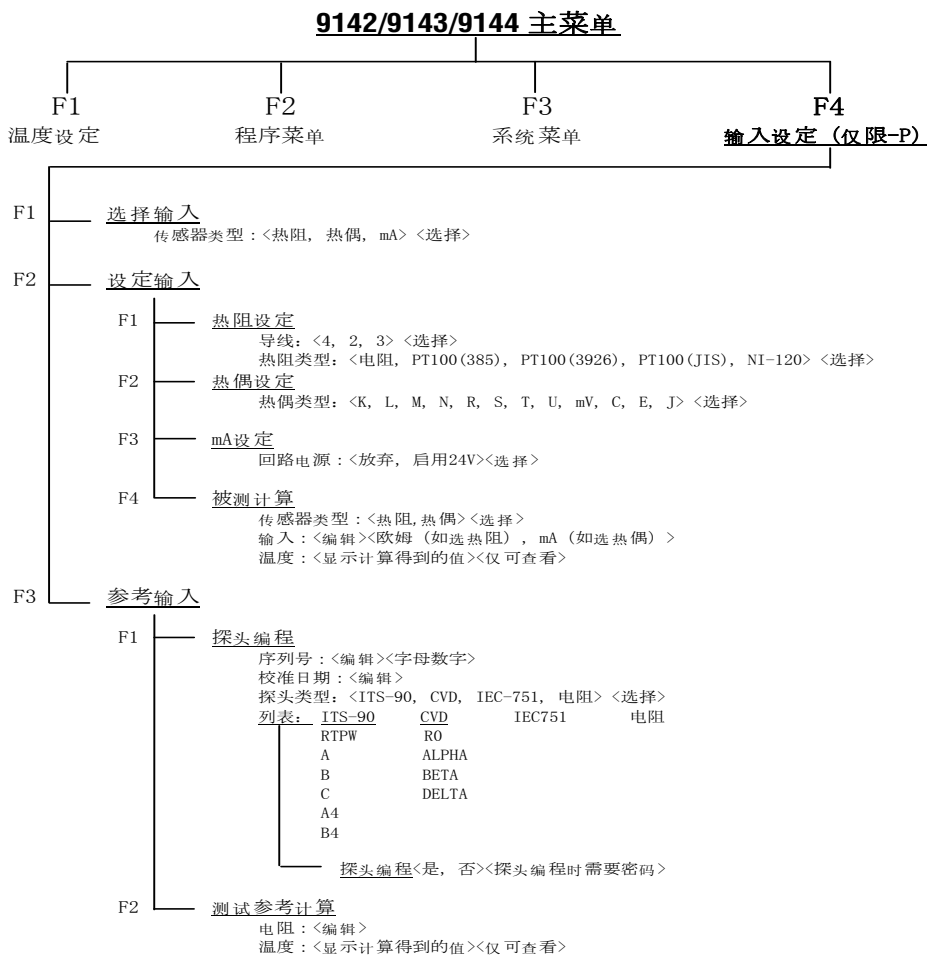 9142/9143/9144 主菜单
F1 F2 F3 F4
温度设定 程序菜单 系统菜单 输入设定 (仅限-P)
F1 选择输入
传感器类型：<热阻, 热偶, mA> <选择>
F2 设定输入
F1 热阻设定
导线: <4, 2, 3> <选择>
热阻类型: <电阻, PT100(385), PT100(3926), PT100(JIS), NI-120> <选择>
F2 热偶设定
热偶类型: <K, L, M, N, R, S, T, U, mV, C, E, J> <选择>
F3 mA设定
回路电源：<放弃, 启用24V><选择>
F4 被测计算
传感器类型：<热阻,热偶><选择>
输入：<编辑><欧姆 (如选热阻) , mA (如选热偶) >
温度：<显示计算得到的值><仅可查看>
F3 参考输入
F1 探头编程
序列号：<编辑><字母数字>
校准日期：<编辑>
探头类型: <ITS-90, CVD, IEC-751, 电阻> <选择>
列表: ITS-90 CVD IEC751 电阻
RTPW R0
A ALPHA
B BETA
C DELTA
A4
B4
探头编程<是, 否><探头编程时需要密码>
F2 测试参考计算
电阻：<编辑>
温度：<显示计算得到的值><仅可查看>